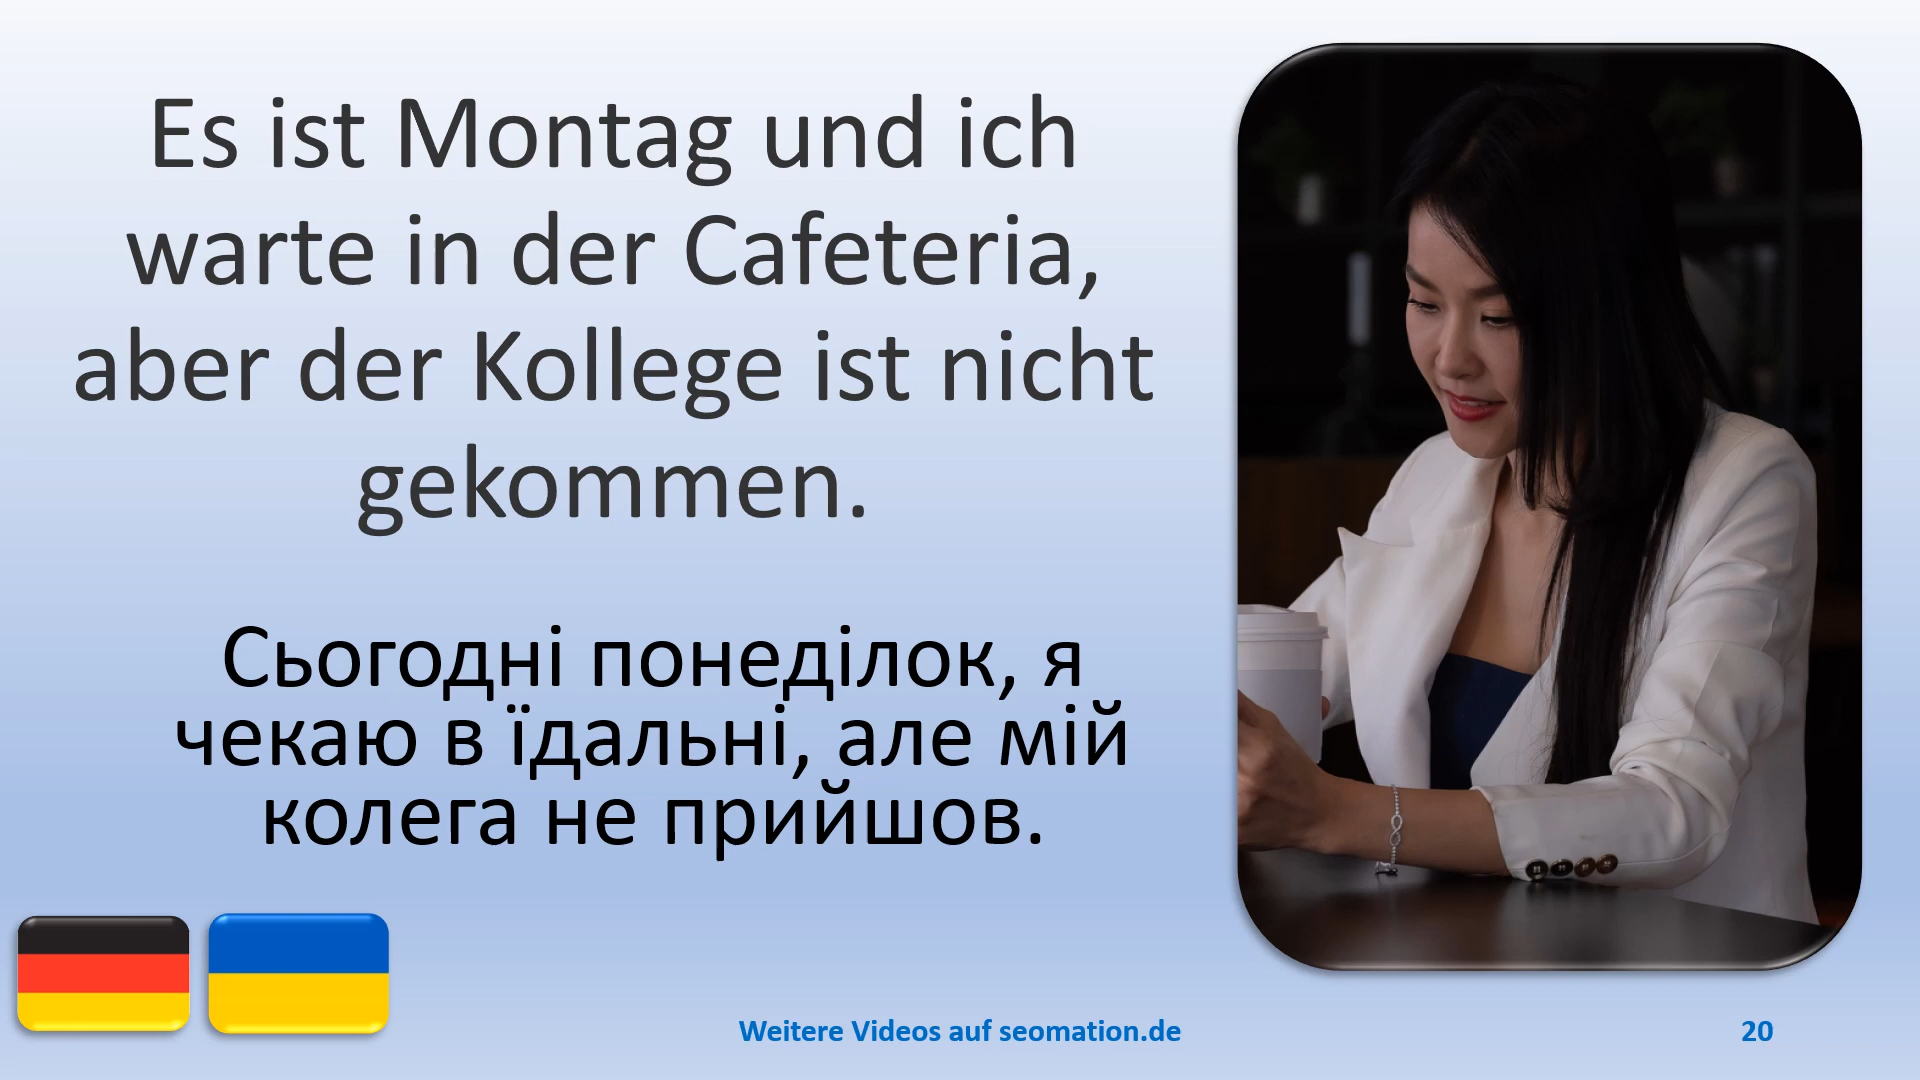 Es ist Montag und ich
warte in der Cafeteria,
aber der Kollege ist nicht
gekommen.
Сьогодні понеділок, я
чекаю в їдальні, але мій
колега не прийшов.
Weitere Videos auf seomation.de
20